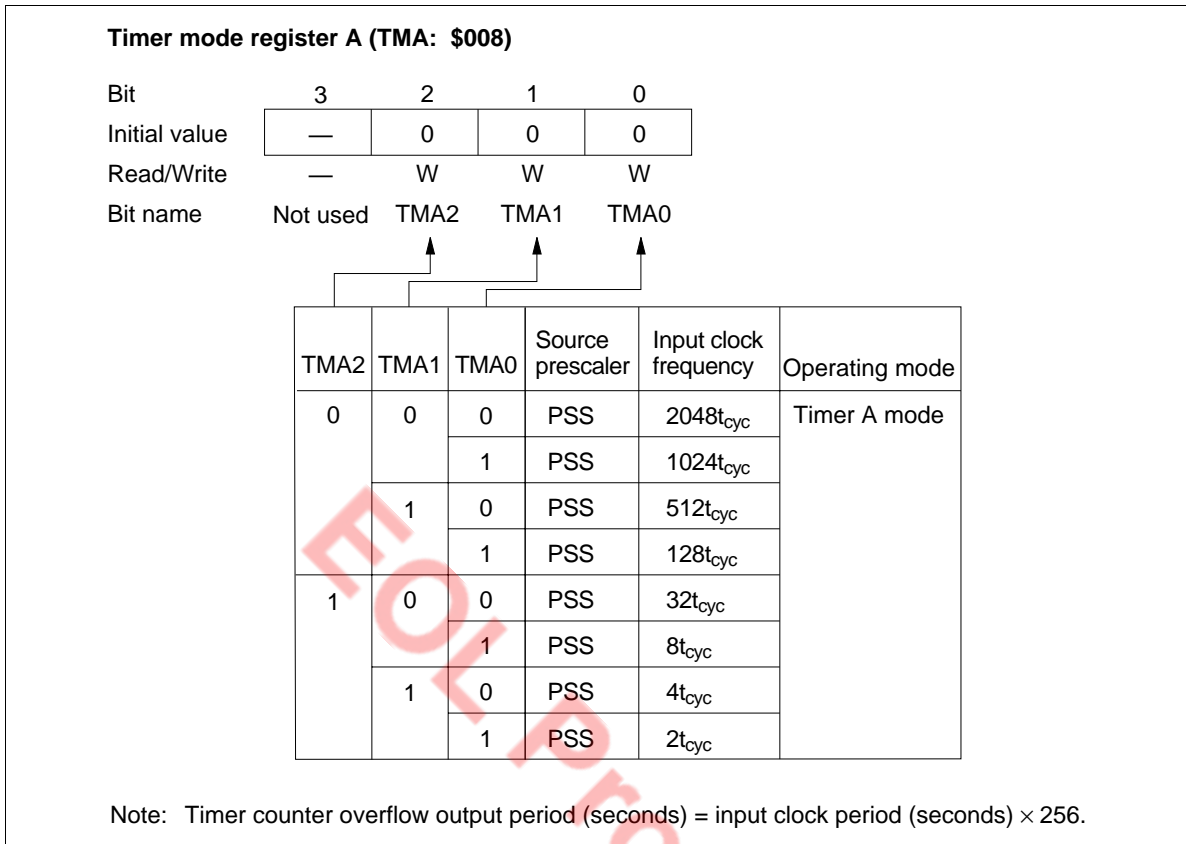 Timer mode register A (TMA: $008)
Bit 3 2 1 0
Initial value — 0 0 0
Read/Write — W W W
Bit name Not used TMA2 TMA1 TMA0
TMA2 TMA1 TMA0 Source prescaler Input clock frequency Operating mode
0 0 0 PSS 2048tcyc Timer A mode
1 PSS 1024tcyc
1 0 PSS 512tcyc
1 PSS 128tcyc
1 0 0 PSS 32tcyc
1 PSS 8tcyc
1 0 PSS 4tcyc
1 PSS 2tcyc
EOL Pro
Note: Timer counter overflow output period (seconds) = input clock period (seconds) × 256.